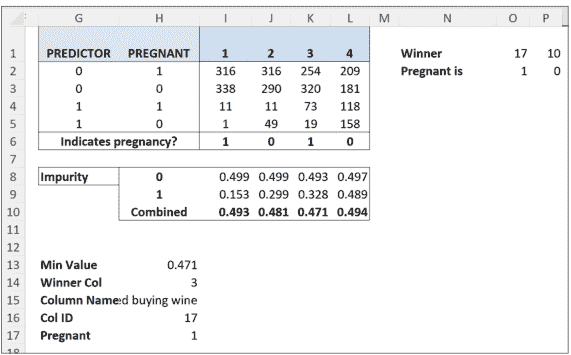 G H I J K L M N O P
1 PREDICTOR PREGNANT 1 2 3 4 Winner 17 10
2 0 1 316 316 254 209 Pregnant is 1 0
3 0 0 338 290 320 181
4 1 1 11 11 73 118
5 1 0 1 49 19 158
6 Indicates pregnancy? 1 0 1 0
7
8 Impurity 0 0.499 0.499 0.493 0.497
9 1 0.153 0.299 0.328 0.489
10 Combined 0.493 0.481 0.471 0.494
11
12
13 Min Value 0.471
14 Winner Col 3
15 Column Name d buying wine
16 Col ID 17
17 Pregnant 1
18